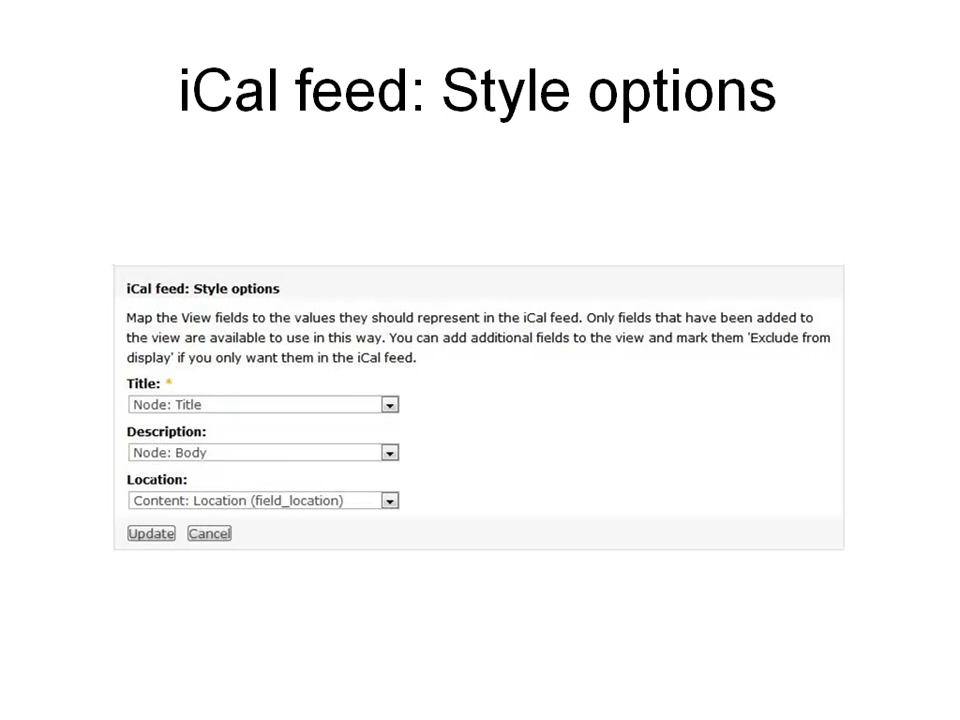 iCal feed: Style options
iCal feed: Style options
Map the View fields to the values they should represent in the iCal feed. Only fields that have been added to
the view are available to use in this way. You can add additional fields to the view and mark them 'Exclude from
display' if you only want them in the iCal feed.
Title: *
Node: Title
Description:
Node: Body
Location:
Content: Location (field_location)
Update Cancel